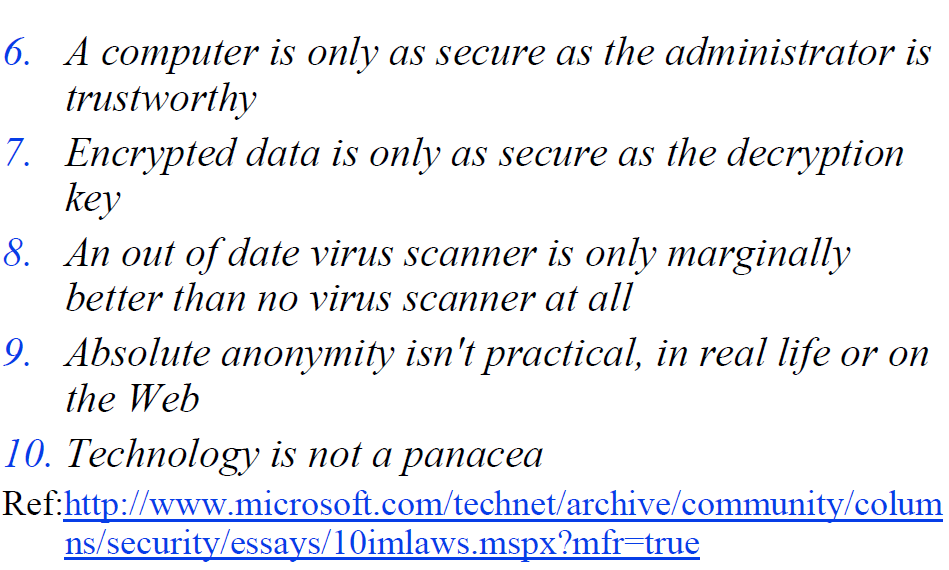 6. A computer is only as secure as the administrator is
trustworthy
7. Encrypted data is only as secure as the decryption
key
8. An out of date virus scanner is only marginally
better than no virus scanner at all
9. Absolute anonymity isn't practical, in real life or on
the Web
10. Technology is not a panacea
Ref:http://www.microsoft.com/technet/archive/community/colum
ns/security/essays/10imlaws.mspx?mfr=true